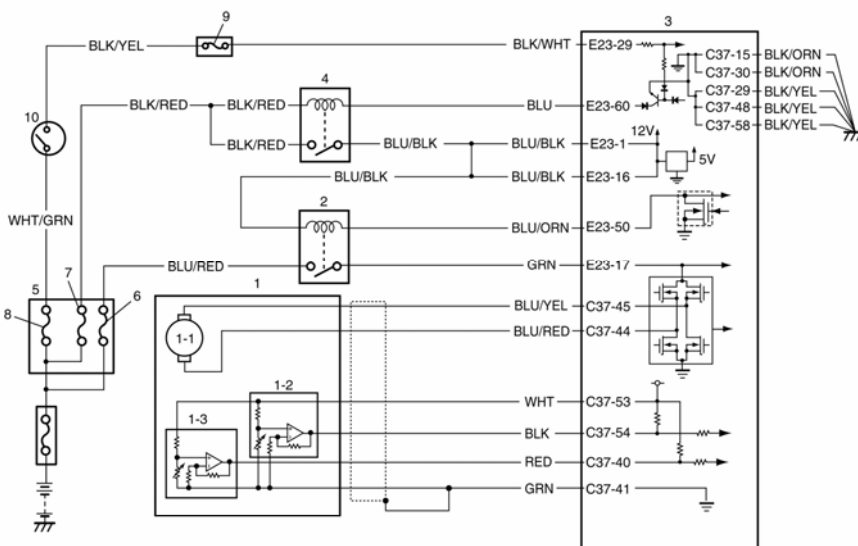 9
3
BLK/YEL
BLK/WHT
E23-29
C37-15
BLK/ORN
C37-30
BLK/ORN
4
C37-29
BLK/YEL
BLK/RED
BLK/RED
BLU
E23-60
C37-48
BLK/YEL
10
C37-58
BLK/YEL
12V
BLK/RED
BLU/BLK
BLU/BLK
E23-1
5V
BLU/BLK
BLU/BLK
E23-16
2
WHT/GRN
BLU/ORN
E23-50
7
BLU/RED
GRN
E23-17
5
6
1
8
BLU/YEL
C37-45
1-1
BLU/RED
C37-44
1-2
WHT
C37-53
1-3
BLK
C37-54
RED
C37-40
GRN
C37-41